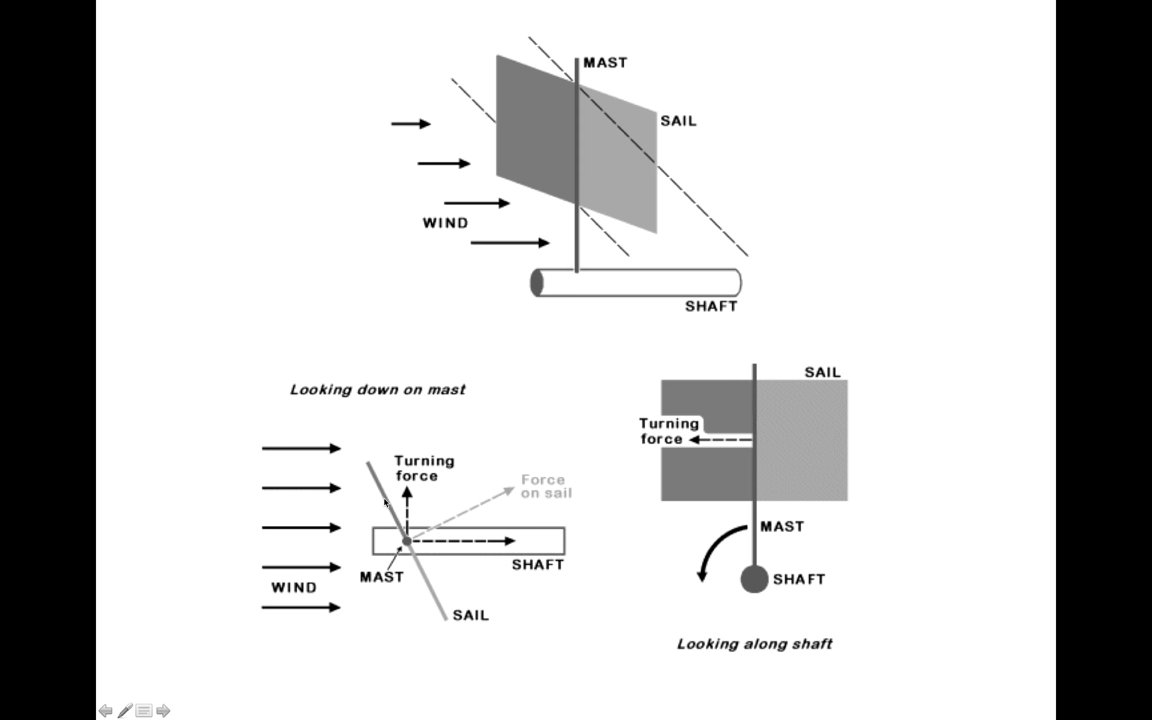 MAST
SAIL
WIND
SHAFT
Looking down on mast
Turning
force
Force
on sail
SHAFT
MAST
WIND
SAIL
SAIL
Turning
force
MAST
SHAFT
Looking along shaft